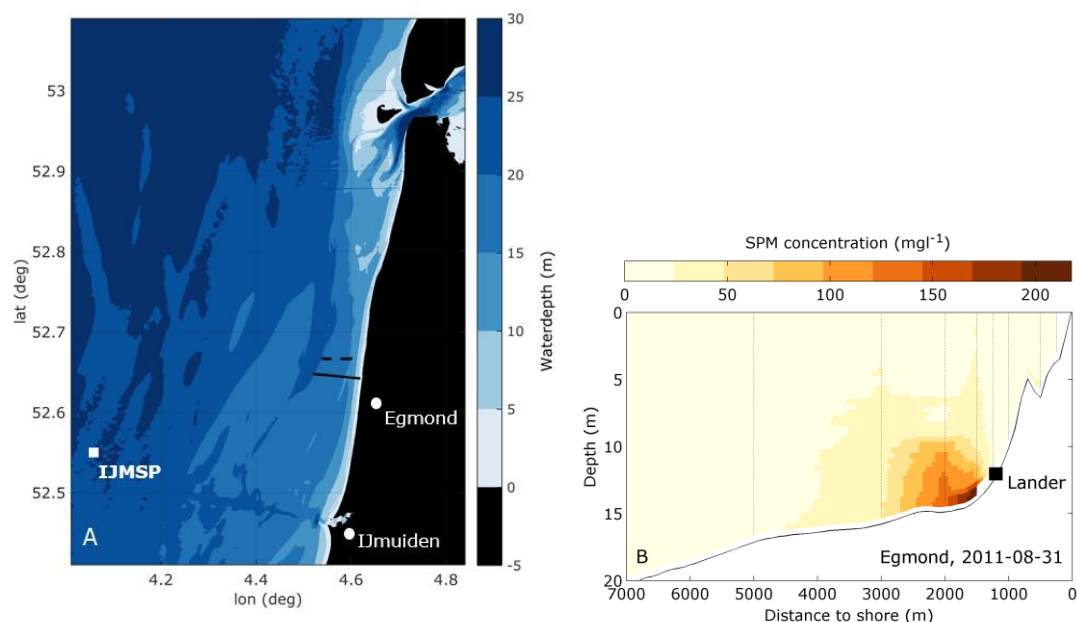 53
52.9
52.8
52.7
52.6
52.5
lat (deg)
4.2 4.4 4.6 4.8
lon (deg)
IJMSP
Egmond
IJmuiden
A
30
25
20
15
10
5
0
-5
Waterdepth (m)
SPM concentration (mgl-1)
0 50 100 150 200
0
5
10
15
20
Depth (m)
Lander
B
Egmond, 2011-08-31
7000 6000 5000 4000 3000 2000 1000 0
Distance to shore (m)